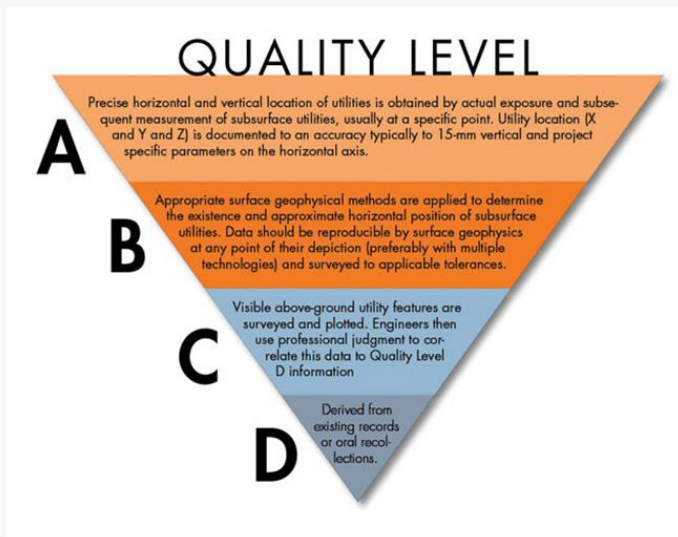 QUALITY LEVEL
A
Precise horizontal and vertical location of utilities is obtained by actual exposure and subse-
quent measurement of subsurface utilities, usually at a specific point. Utility location (X
and Y and Z) is documented to an accuracy typically to 15-mm vertical and project
specific parameters on the horizontal axis.
B
Appropriate surface geophysical methods are applied to determine
the existence and approximate horizontal position of subsurface
utilities. Data should be reproducible by surface geophysics
at any point of their depiction (preferably with multiple
technologies) and surveyed to applicable tolerances.
C
Visible above-ground utility features are
surveyed and plotted. Engineers then
use professional judgment to cor-
relate this data to Quality Level
D information
D
Derived from
existing records
or oral recol-
lections.